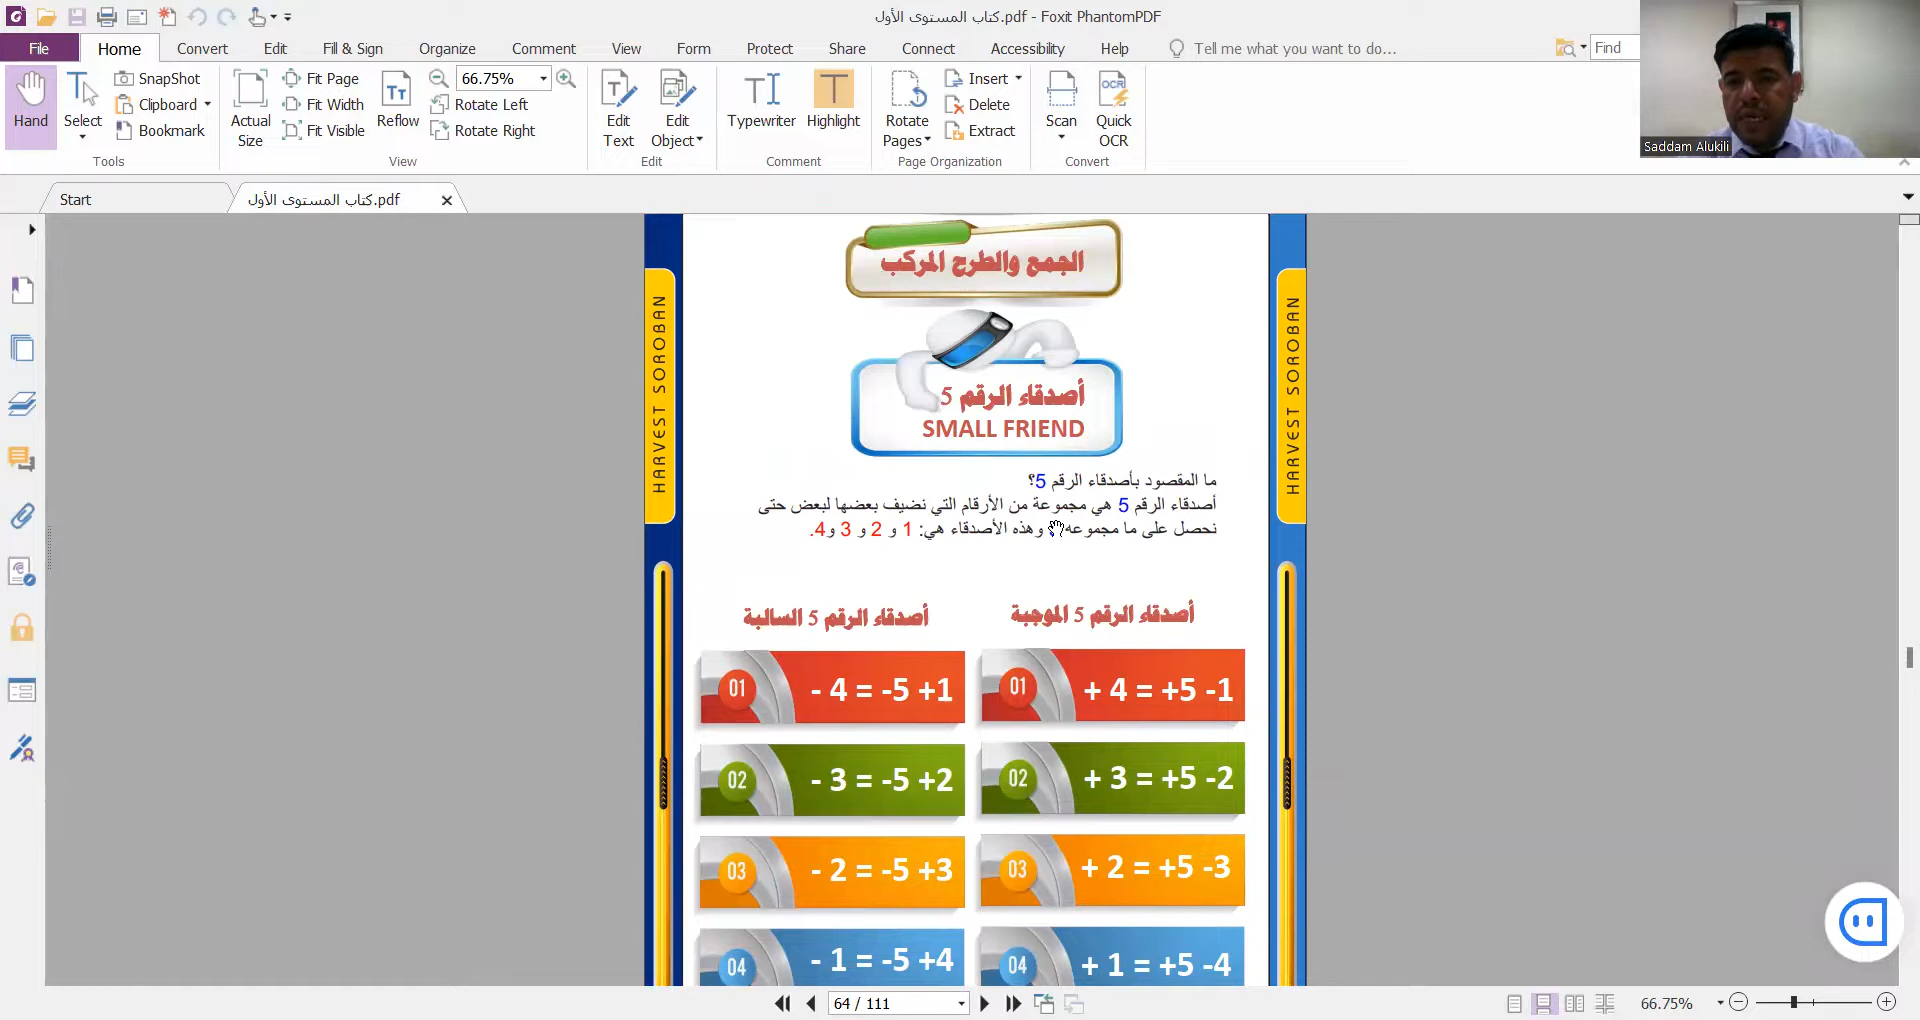 كتاب المستوى الأول.pdf - Foxit PhantomPDF
File Home Convert Edit Fill & Sign Organize Comment View Form Protect Share Connect Accessibility Help Tell me what you want to do... Find
Hand
Select
SnapShot
Clipboard
Bookmark
Tools
Actual Size
Fit Page
Fit Width
Fit Visible
Reflow
66.75%
Rotate Left
Rotate Right
View
Edit Text
Edit Object
Edit
Typewriter
Highlight
Comment
Rotate Pages
Insert
Delete
Extract
Page Organization
Scan
Quick OCR
Convert
Saddam Alukili
Start
كتاب المستوى الأول.pdf
HARVEST SOROBAN
HARVEST SOROBAN
الجمع والطرح المركب
أصدقاء الرقم 5
SMALL FRIEND
ما المقصود بأصدقاء الرقم 5؟
أصدقاء الرقم 5 هي مجموعة من الأرقام التي نضيف بعضها لبعض حتى
نحصل على ما مجموعه وهذه الأصدقاء هي: 1 و 2 و 3 و4.
أصدقاء الرقم 5 الموجبة
01 + 4 = +5 -1
02 + 3 = +5 -2
03 + 2 = +5 -3
04 + 1 = +5 -4
أصدقاء الرقم 5 السالبة
01 - 4 = -5 +1
02 - 3 = -5 +2
03 - 2 = -5 +3
04 - 1 = -5 +4
64 / 111
66.75%